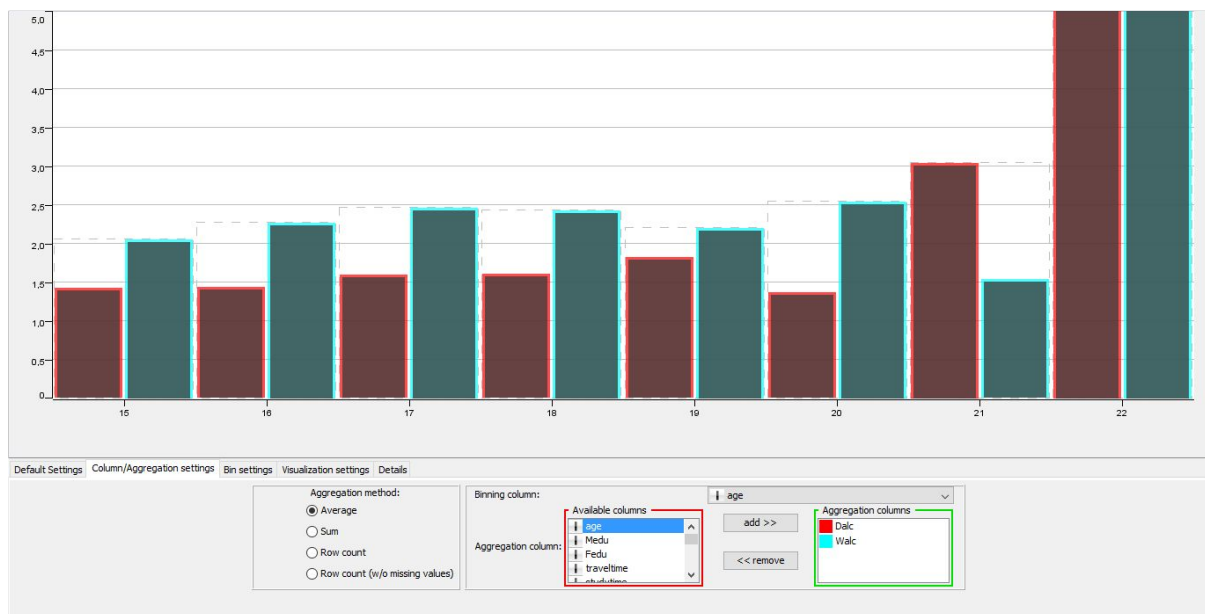 5,0
4,5
4,0
3,5
3,0
2,5
2,0
1,5
1,0
0,5
0
15 16 17 18 19 20 21 22
Default Settings Column/Aggregation settings Bin settings Visualization settings Details
Aggregation method:
Average
Sum
Row count
Row count (w/o missing values)
Binning column:
age
Aggregation column:
Available columns
age
Medu
Fedu
traveltime
studytime
add >>
<< remove
Aggregation columns
Dalc
Walc